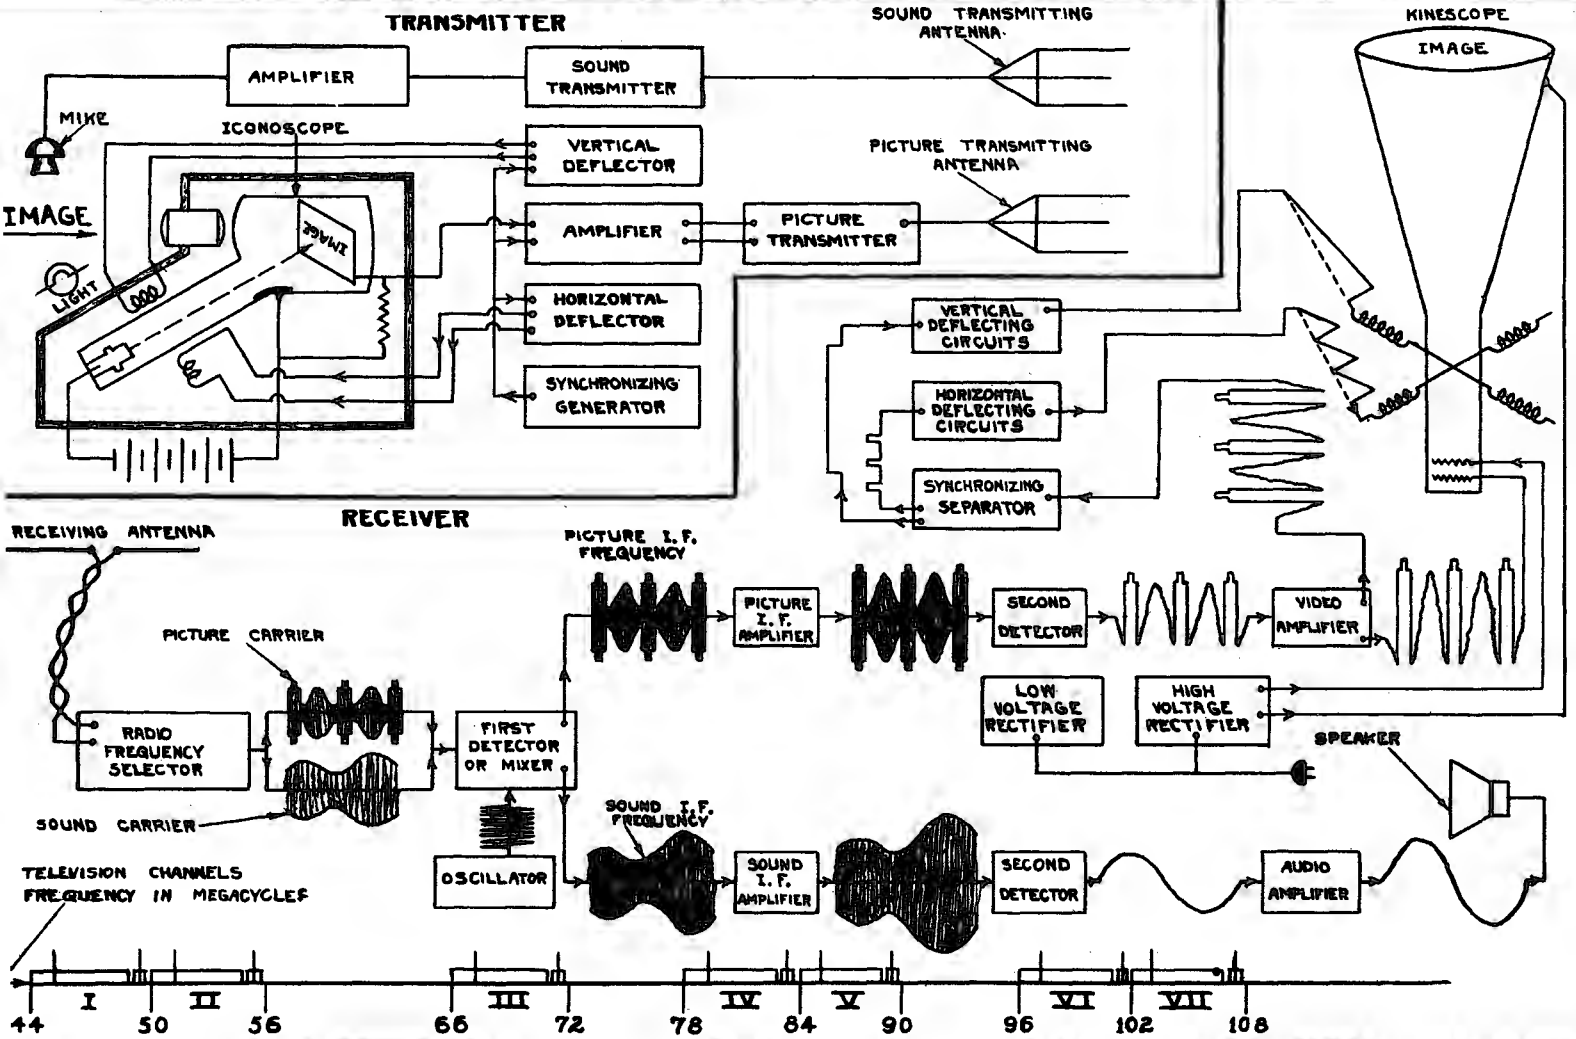 TRANSMITTER
SOUND TRANSMITTING
ANTENNA
KINESCOPE
IMAGE
AMPLIFIER
SOUND
TRANSMITTER
MIKE
ICONOSCOPE
VERTICAL
DEFLECTOR
PICTURE TRANSMITTING
ANTENNA
IMAGE
IMAGE
AMPLIFIER
PICTURE
TRANSMITTER
LIGHT
HORIZONTAL
DEFLECTOR
SYNCHRONIZING
GENERATOR
VERTICAL
DEFLECTING
CIRCUITS
HORIZONTAL
DEFLECTING
CIRCUITS
SYNCHRONIZING
SEPARATOR
RECEIVER
RECEIVING ANTENNA
PICTURE I.F.
FREQUENCY
PICTURE
I.F.
AMPLIFIER
SECOND
DETECTOR
VIDEO
AMPLIFIER
PICTURE CARRIER
RADIO
FREQUENCY
SELECTOR
FIRST
DETECTOR
OR MIXER
LOW
VOLTAGE
RECTIFIER
HIGH
VOLTAGE
RECTIFIER
SPEAKER
SOUND CARRIER
OSCILLATOR
SOUND I.F.
FREQUENCY
SOUND
I.F.
AMPLIFIER
SECOND
DETECTOR
AUDIO
AMPLIFIER
TELEVISION CHANNELS
FREQUENCY IN MEGACYCLES
I II III IV V VI VII
44 50 56 66 72 78 84 90 96 102 108